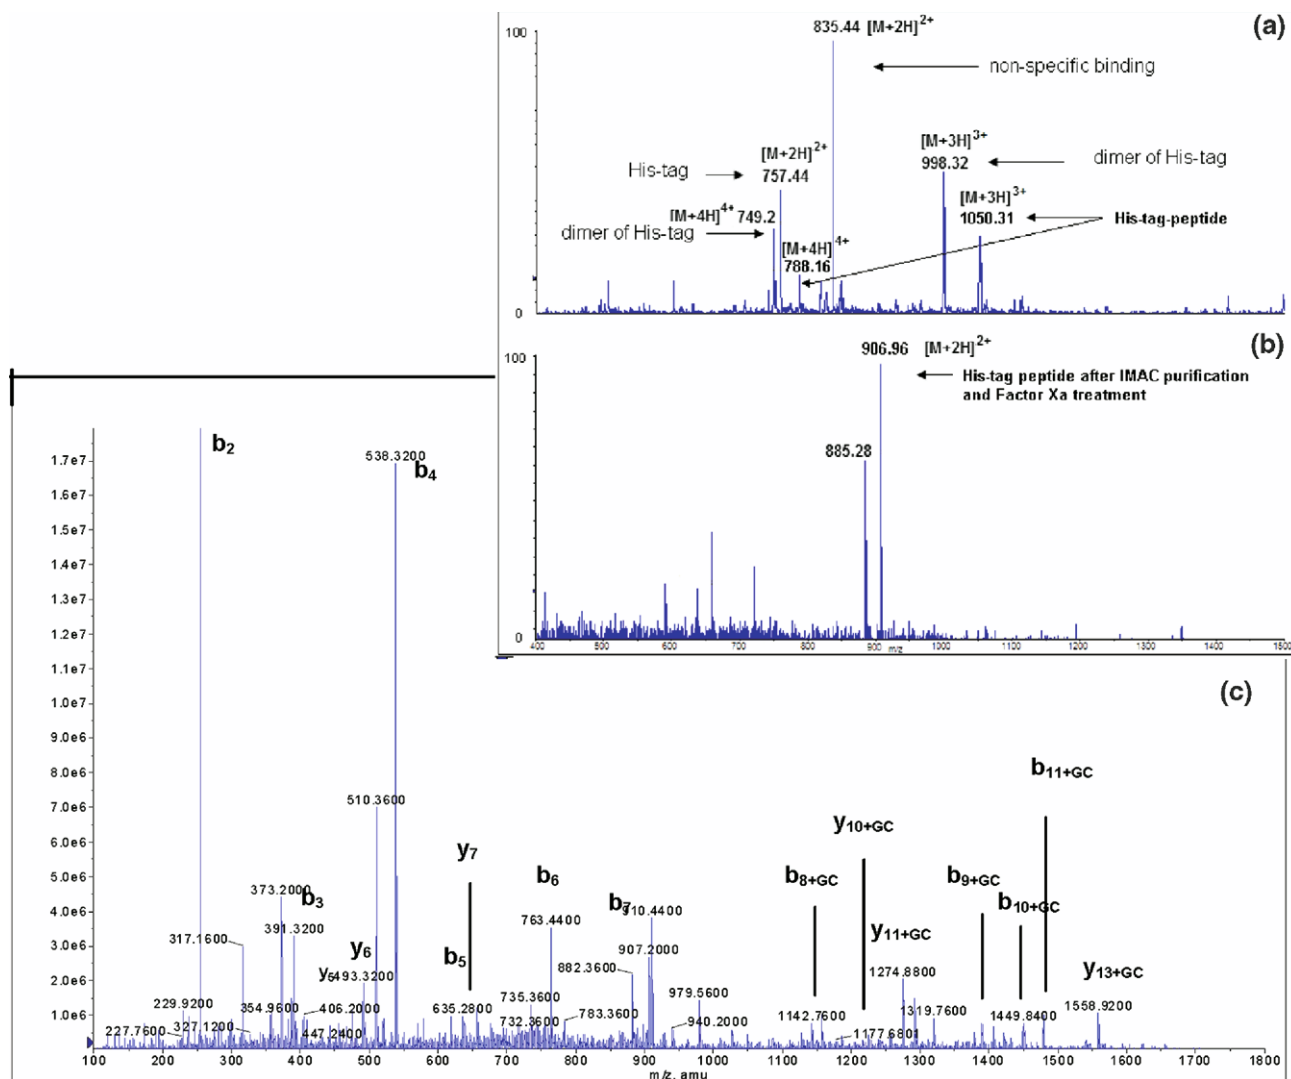 (a)
100
835.44 [M+2H]2+
non-specific binding
[M+2H]2+
His-tag
757.44
[M+3H]3+
998.32
dimer of His-tag
[M+4H]4+ 749.2
[M+3H]3+
1050.31
His-tag-peptide
dimer of His-tag
[M+4H]4+
788.16
0
(b)
100
906.96 [M+2H]2+
His-tag peptide after IMAC purification
and Factor Xa treatment
885.28
0
400 500 600 700 800 900 m/z 1000 1100 1200 1300 1400 1500
(c)
b2
538.3200
b4
1.7e7
1.6e7
1.5e7
1.4e7
1.3e7
1.2e7
1.1e7
1.0e7
9.0e6
8.0e6
7.0e6
6.0e6
5.0e6
4.0e6
3.0e6
2.0e6
1.0e6
510.3600
b11+GC
y10+GC
y7
b8+GC
b9+GC
b6
373.2000
b3
b7
910.4400
b10+GC
763.4400
391.3200
317.1600
y11+GC
907.2000
y6
b5
y5
493.3200
882.3600
1274.8800
y13+GC
229.9200
354.9600
406.2000
635.2800
735.3600
979.5600
1319.7600
1558.9200
227.7600
327.1200
447.2400
732.3600
783.3600
940.2000
1142.7600
1177.6801
1449.8400
100 200 300 400 500 600 700 800 900 1000 1100 1200 1300 1400 1500 1600 1700 1800
m/z, amu